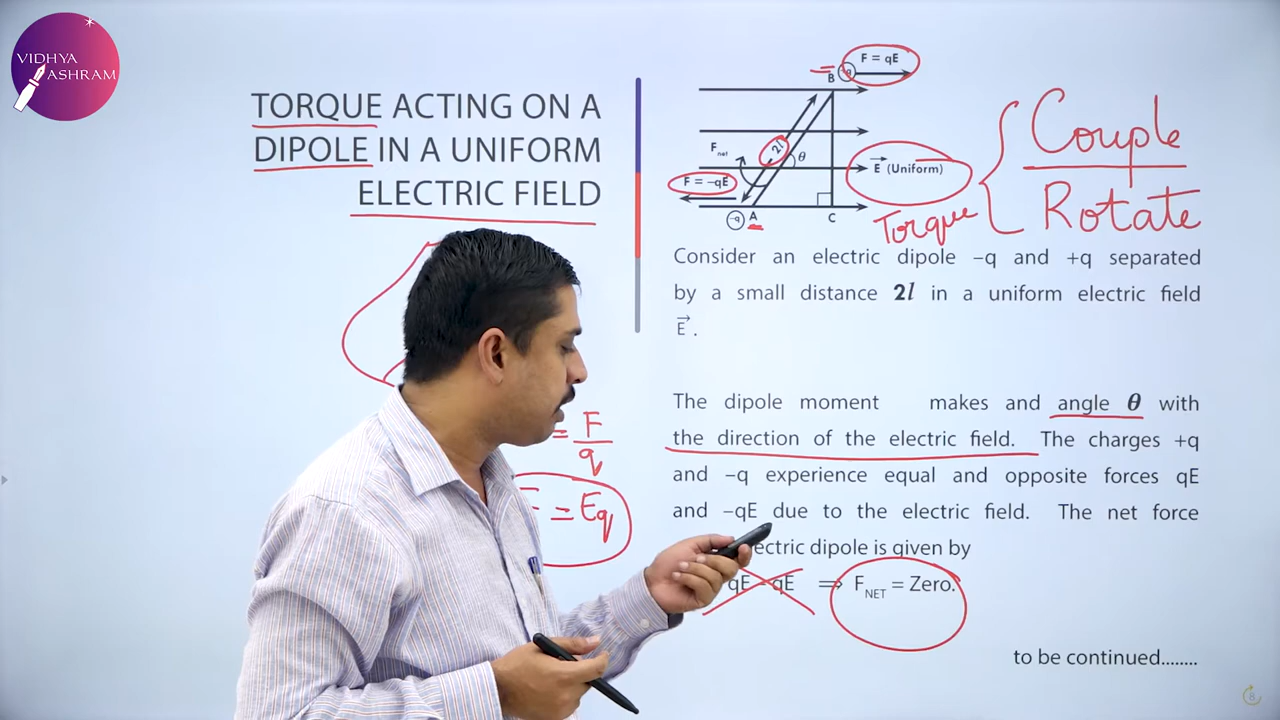 VIDHYA
ASHRAM
TORQUE ACTING ON A
DIPOLE IN A UNIFORM
ELECTRIC FIELD
F = qE
B
2l
F net
θ
E (Uniform)
F = –qE
–q A
C
Torque
Couple
Rotate
Consider an electric dipole –q and +q separated
by a small distance 2l in a uniform electric field
E⃗ .
The dipole moment makes and angle θ with
the direction of the electric field. The charges +q
and –q experience equal and opposite forces qE
and –qE due to the electric field. The net force
ectric dipole is given by
qE – qE ⇒ F NET = Zero.
to be continued........
= F
q
= Eq